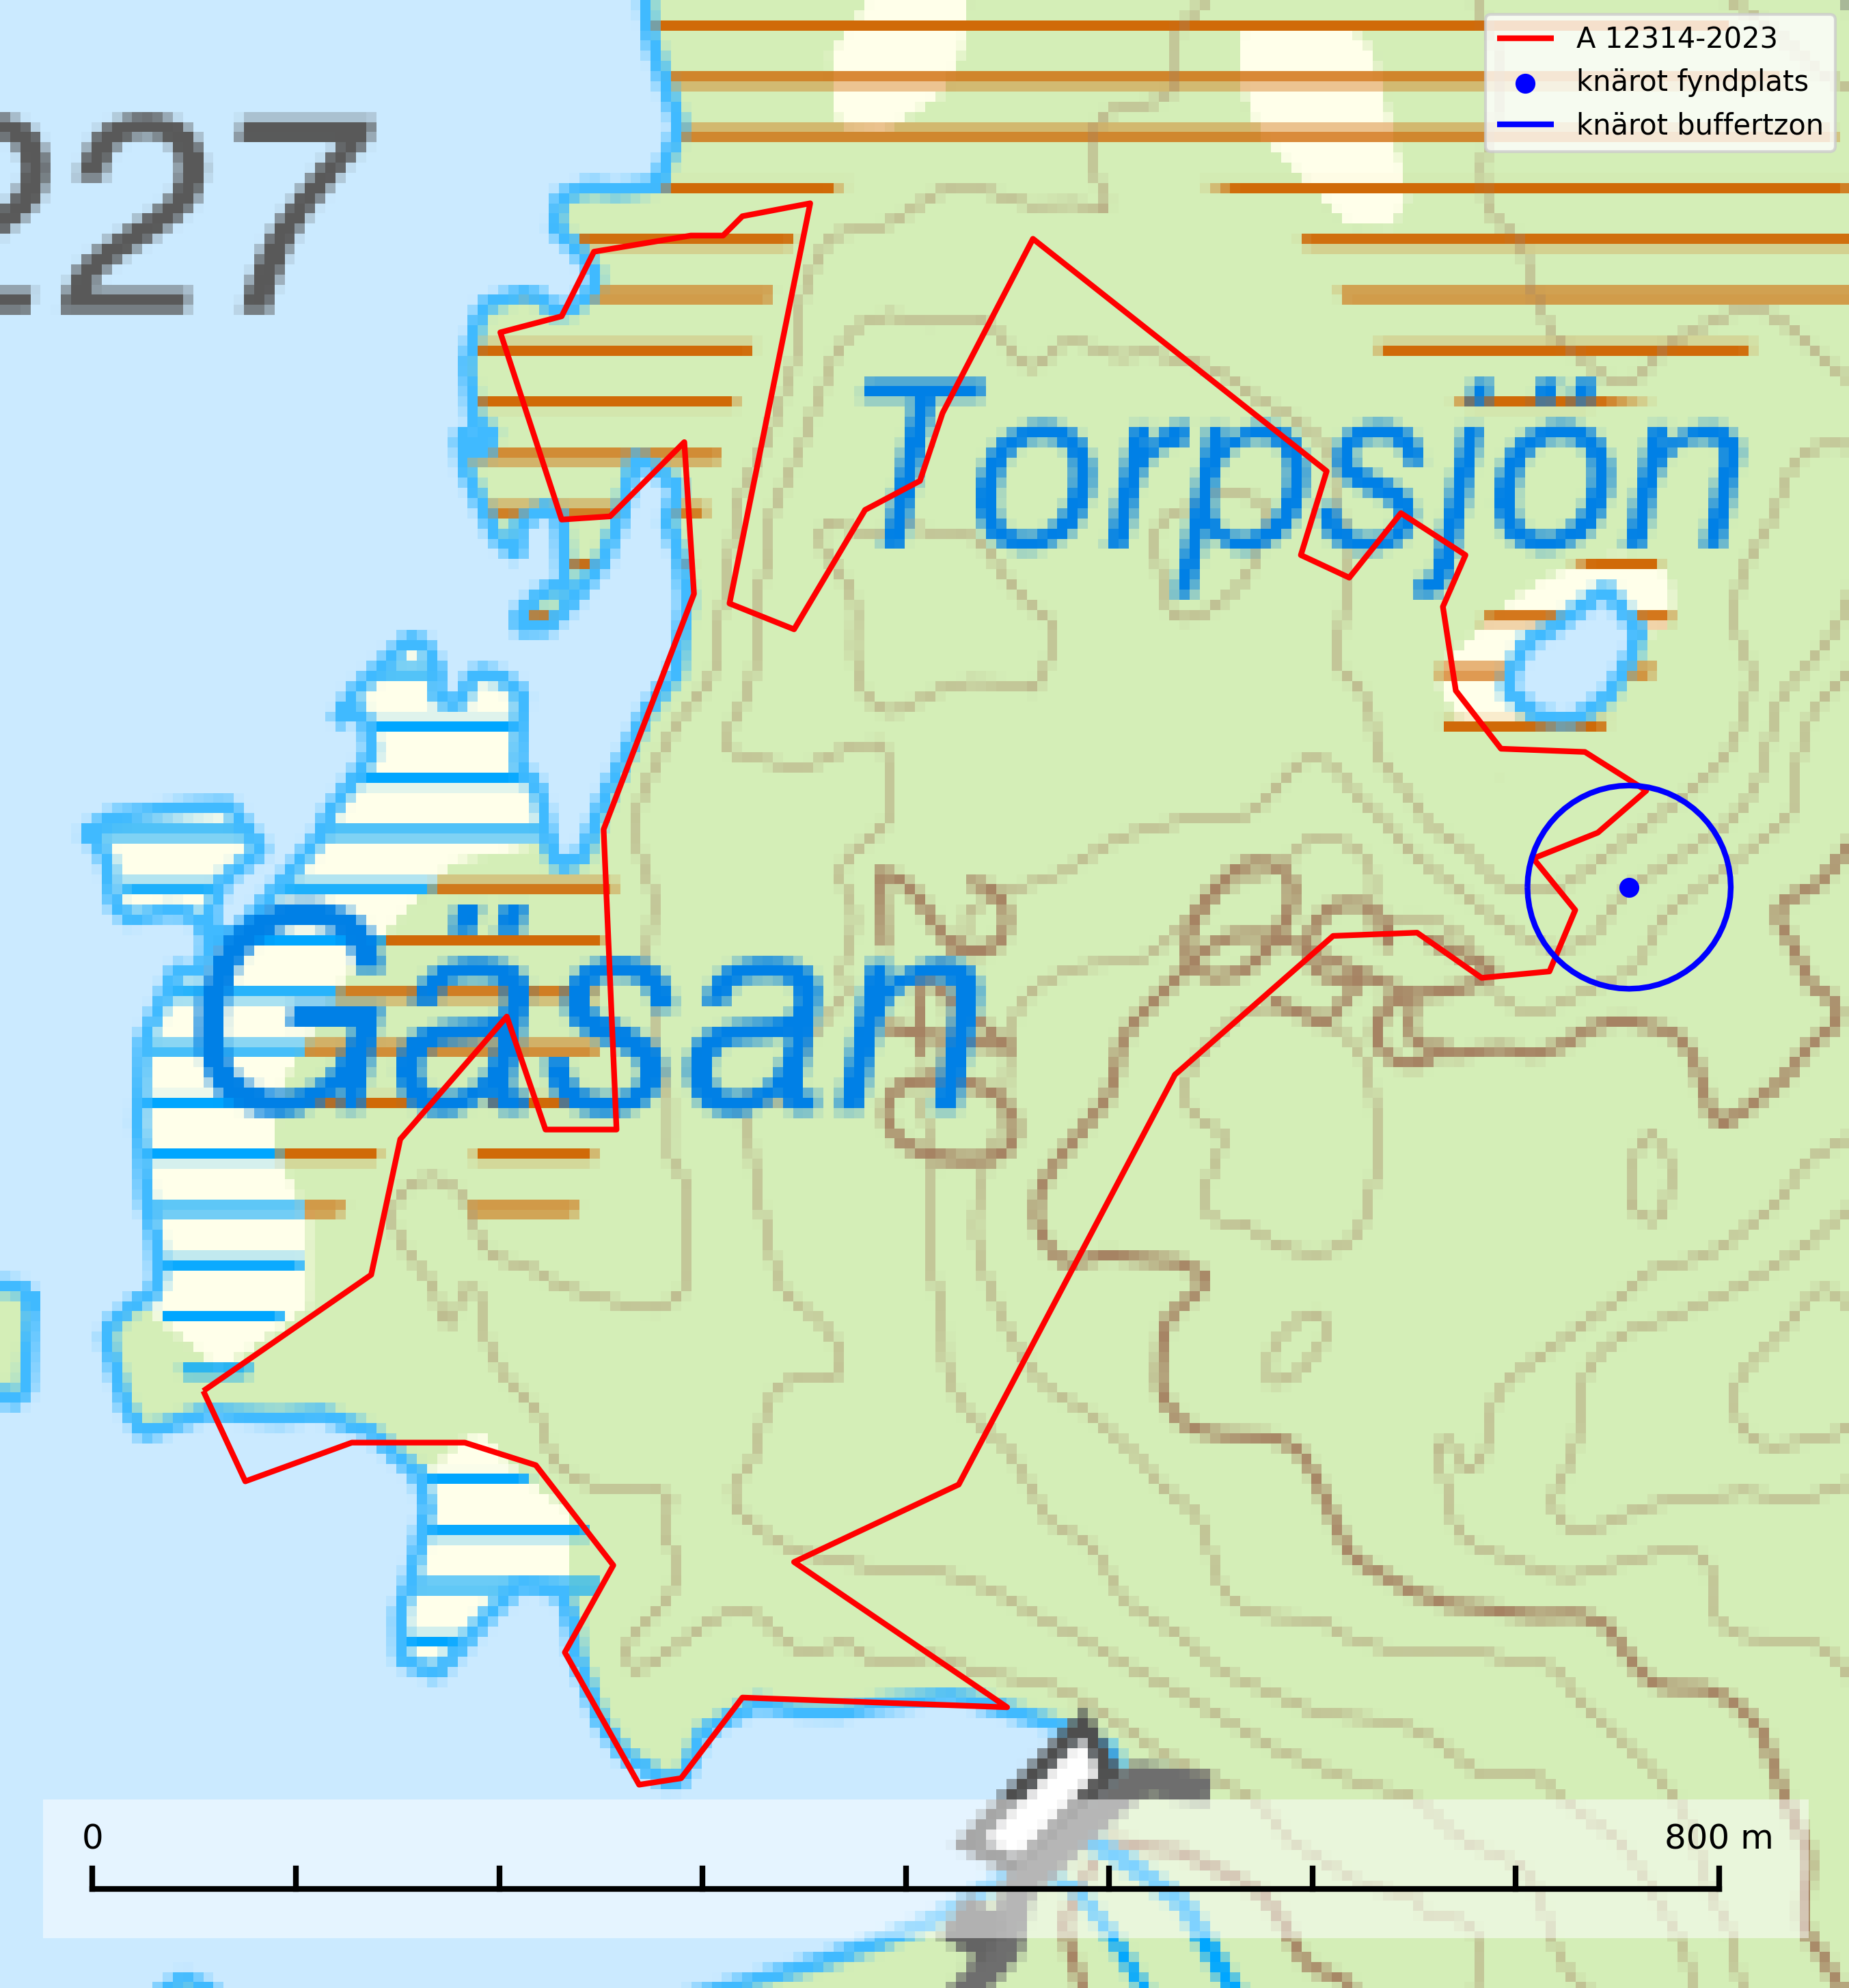 A 12314-2023
knärot fyndplats
knärot buffertzon
227
Torpsjön
Gäsan
0
800 m